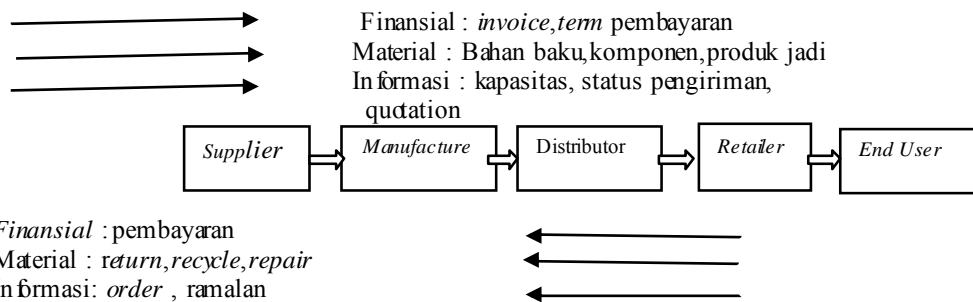 Finansial : invoice,term pembayaran
Material : Bahan baku,komponen,produk jadi
Informasi : kapasitas, status pengiriman,
quotation
Supplier
Manufacture
Distributor
Retailer
End User
Finansial : pembayaran
Material : return,recycle,repair
Informasi: order , ramalan